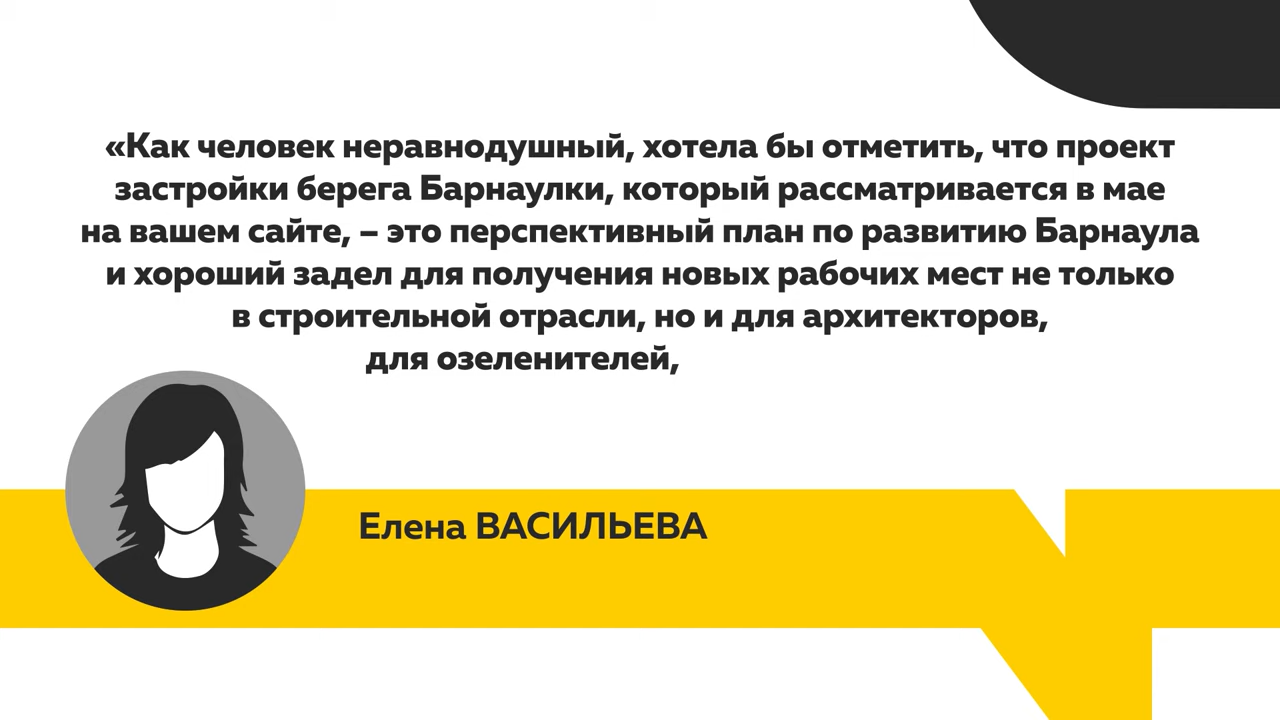 «Как человек неравнодушный, хотела бы отметить, что проект
застройки берега Барнаулки, который рассматривается в мае
на вашем сайте, – это перспективный план по развитию Барнаула
и хороший задел для получения новых рабочих мест не только
в строительной отрасли, но и для архитекторов,
для озеленителей,
Елена ВАСИЛЬЕВА